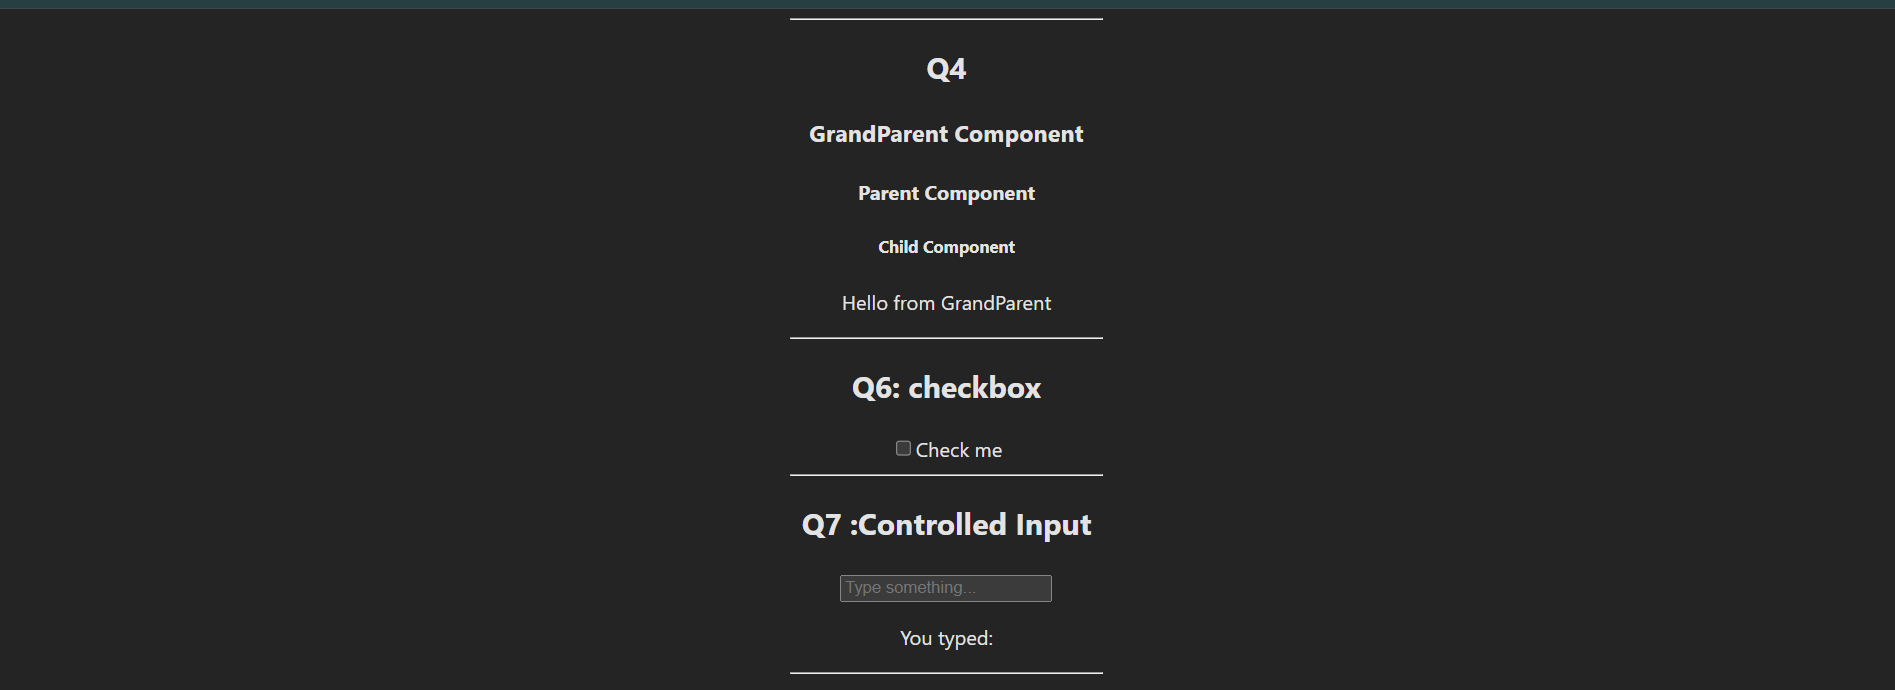 Q4
GrandParent Component
Parent Component
Child Component
Hello from GrandParent
Q6: checkbox
Check me
Q7 :Controlled Input
Type something...
You typed: